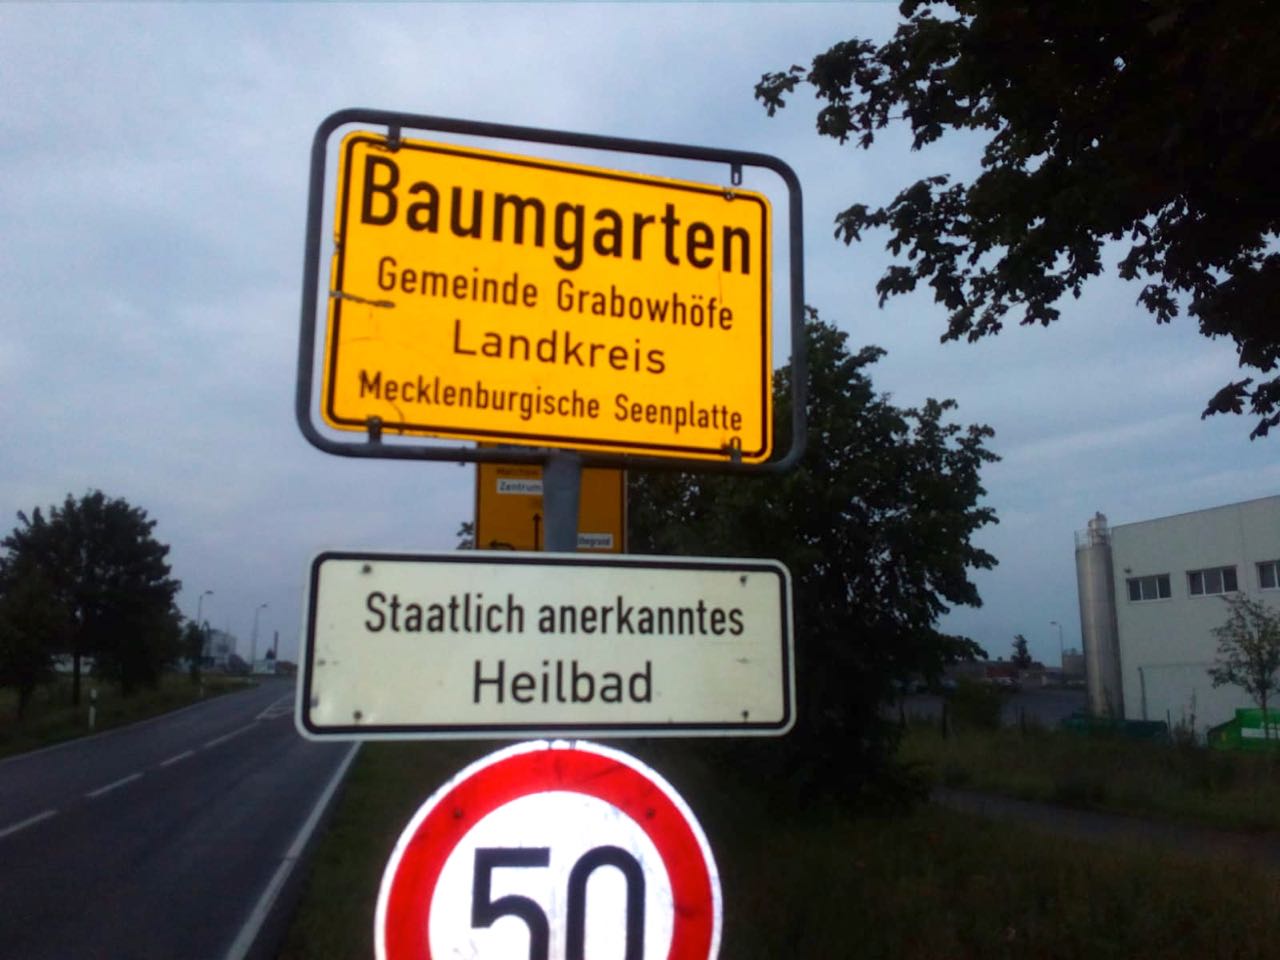 Baumgarten
Gemeinde Grabowhöfe
Landkreis
Mecklenburgische Seenplatte
Zentrum
Staatlich anerkanntes
Heilbad
50